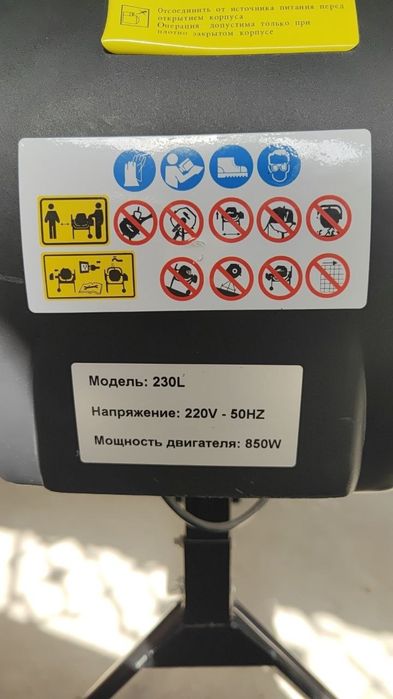 Отсоединить от источника питания перед
открытием корпуса
Операция допустима только при
плотно закрытом корпусе
Модель: 230L
Напряжение: 220V - 50HZ
Мощность двигателя: 850W